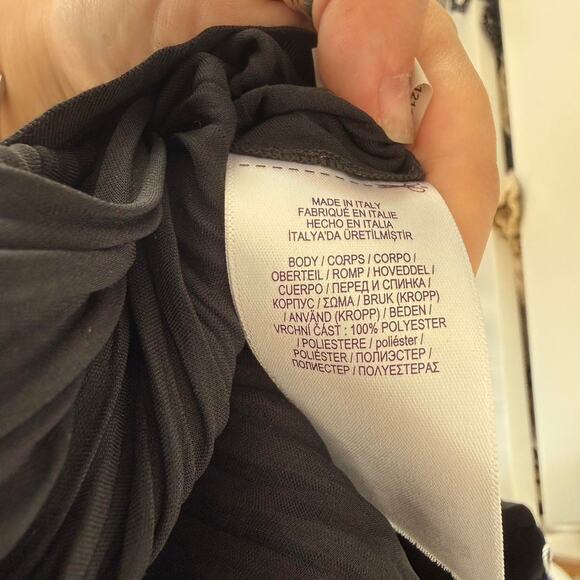 MADE IN ITALY
FABRIQUÉ EN ITALIE
HECHO EN ITALIA
İTALYA'DA ÜRETİLMİŞTİR
BODY / CORPS / CORPO /
OBERTEIL / ROMP / HOVEDDEL /
CUERPO / ПЕРЕД И СПИНКА /
КОРПУС / ΣΩΜΑ / BRUK (KROPP)
/ ANVÄND (KROPP) / BEDEN /
VRCHNÍ ČÁST : 100% POLYESTER
/ POLIESTERE / poliéster /
POLIÉSTER / ПОЛИЭСТЕР /
ПОЛИЕСТЕР / ΠΟΛΥΕΣΤΕΡΑΣ